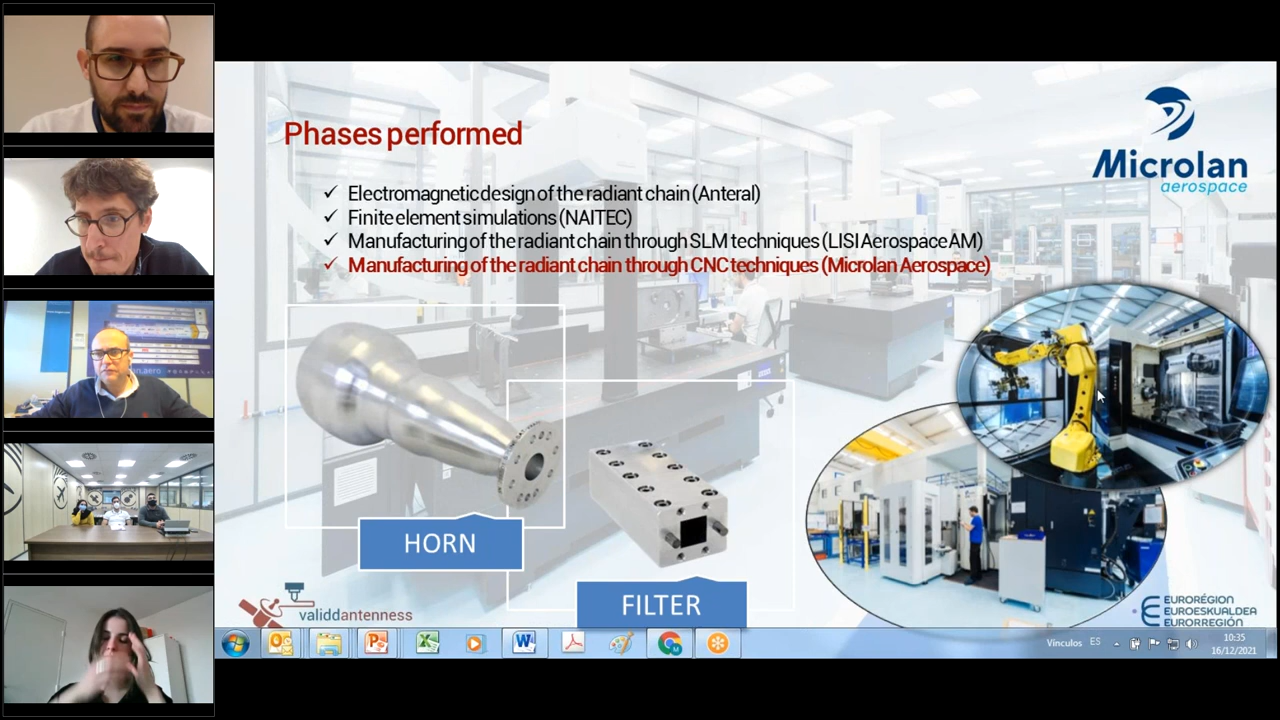 Phases performed
Electromagnetic design of the radiant chain (Anteral)
Finite element simulations (NAITEC)
Manufacturing of the radiant chain through SLM techniques (LISI Aerospace AM)
Manufacturing of the radiant chain through CNC techniques (Microlan Aerospace)
Microlan
aerospace
HORN
FILTER
validdantenness
EURORÉGION
EUROESKUALDEA
EURORREGIÓN
Vínculos ES
10:35
16/12/2021